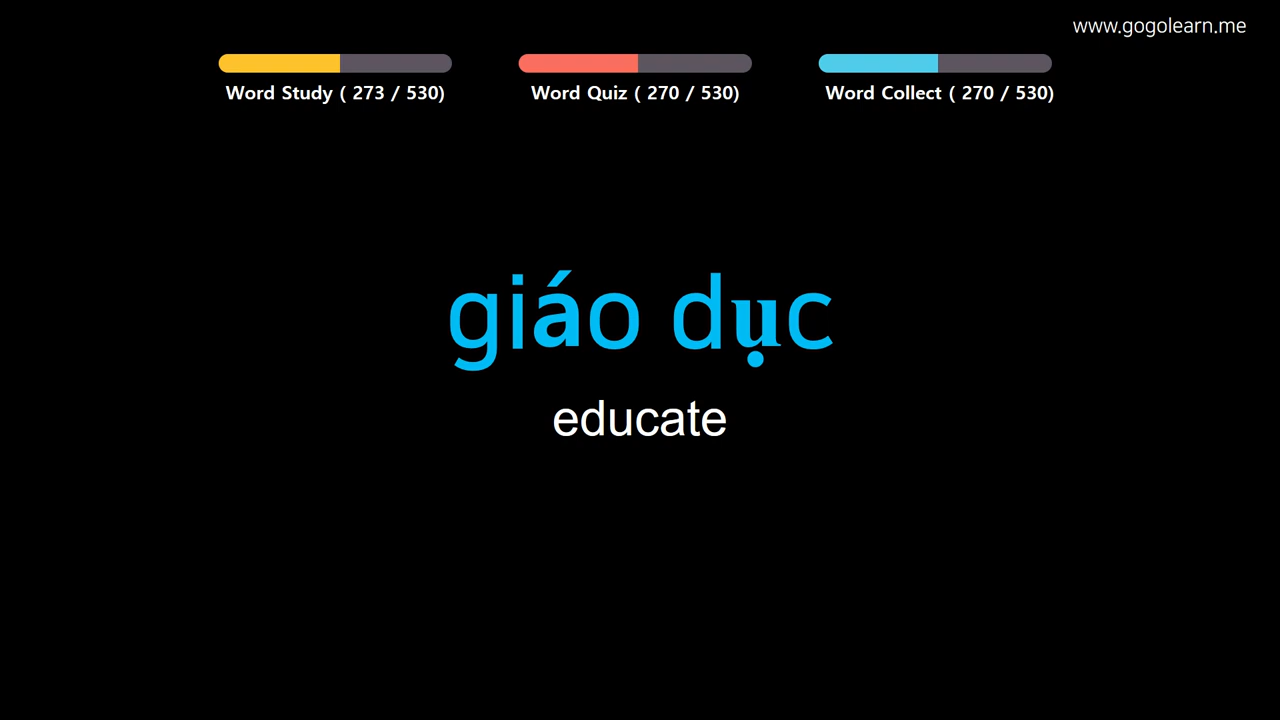 www.gogolearn.me
Word Study ( 273 / 530)
Word Quiz ( 270 / 530)
Word Collect ( 270 / 530)
giáo dục
educate